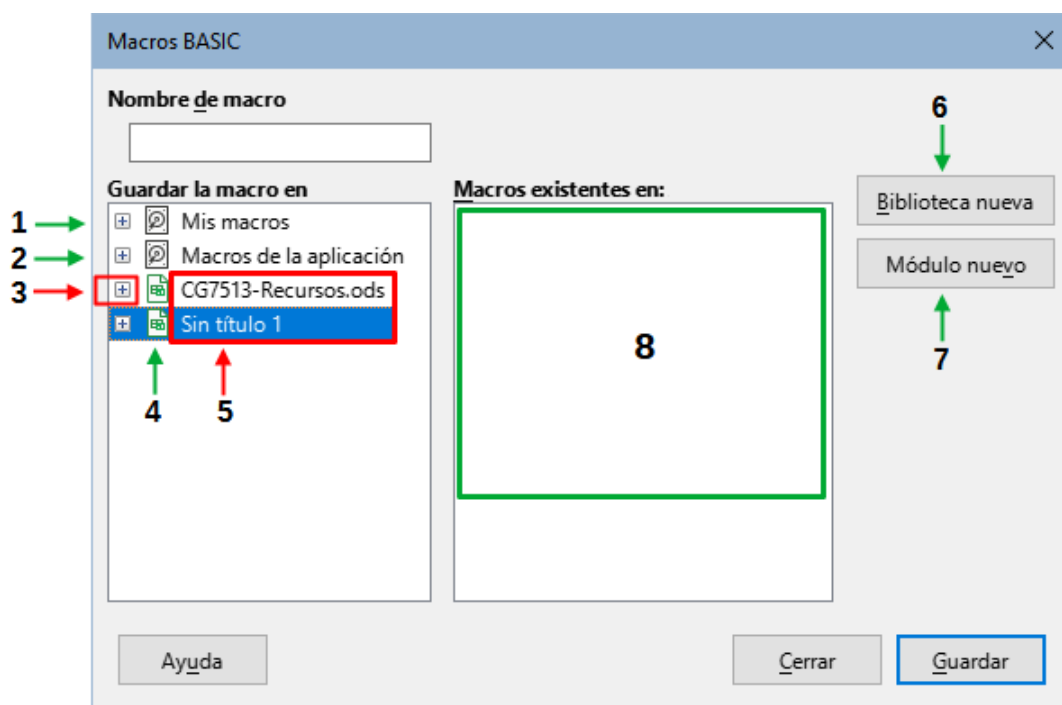 Macros BASIC
Nombre de macro
6
Guardar la macro en
Macros existentes en:
Biblioteca nueva
1
Mis macros
2
Macros de la aplicación
Módulo nuevo
3
CG7513-Recursos.ods
Sin título 1
8
7
4
5
Ayuda
Cerrar
Guardar